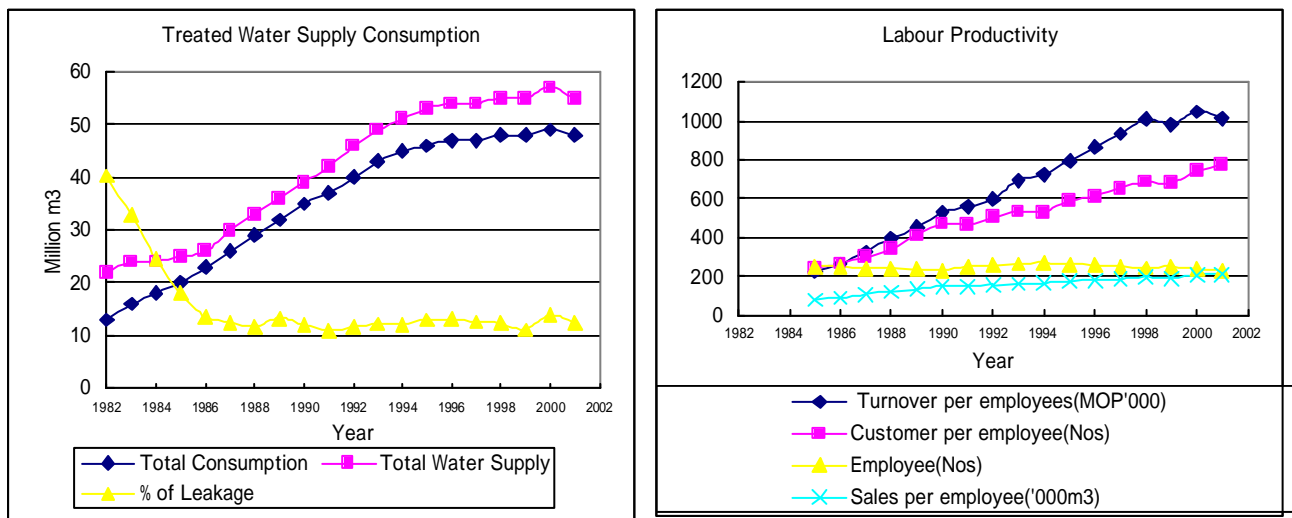 Treated Water Supply Consumption
60
50
40
30
20
10
0
Million m3
1982 1984 1986 1988 1990 1992 1994 1996 1998 2000 2002
Year
Total Consumption Total Water Supply
% of Leakage
Labour Productivity
1200
1000
800
600
400
200
0
1982 1984 1986 1988 1990 1992 1994 1996 1998 2000 2002
Year
Turnover per employees(MOP'000)
Customer per employee(Nos)
Employee(Nos)
Sales per employee('000m3)